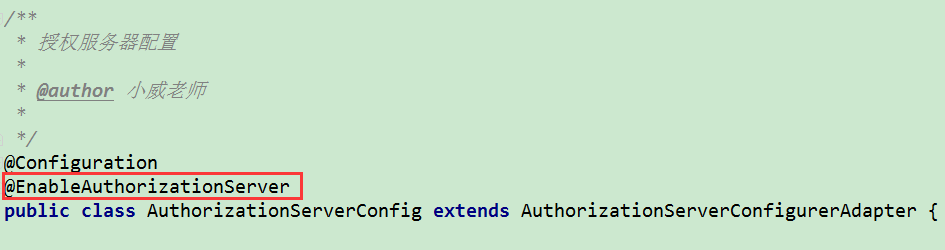 /**
* 授权服务器配置
*
* @author 小威老师
*
*/
@Configuration
@EnableAuthorizationServer
public class AuthorizationServerConfig extends AuthorizationServerConfigurerAdapter {